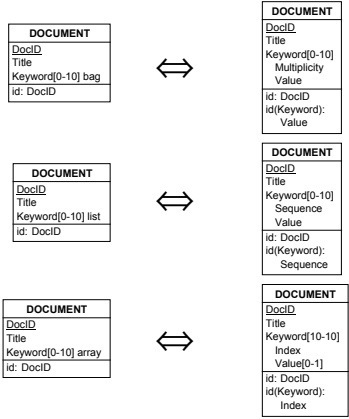 DOCUMENT
DocID
Title
Keyword[0-10] bag
id: DocID
DOCUMENT
DocID
Title
Keyword[0-10]
Multiplicity
Value
id: DocID
id(Keyword):
Value
DOCUMENT
DocID
Title
Keyword[0-10] list
id: DocID
DOCUMENT
DocID
Title
Keyword[0-10]
Sequence
Value
id: DocID
id(Keyword):
Sequence
DOCUMENT
DocID
Title
Keyword[0-10] array
id: DocID
DOCUMENT
DocID
Title
Keyword[10-10]
Index
Value[0-1]
id: DocID
id(Keyword):
Index